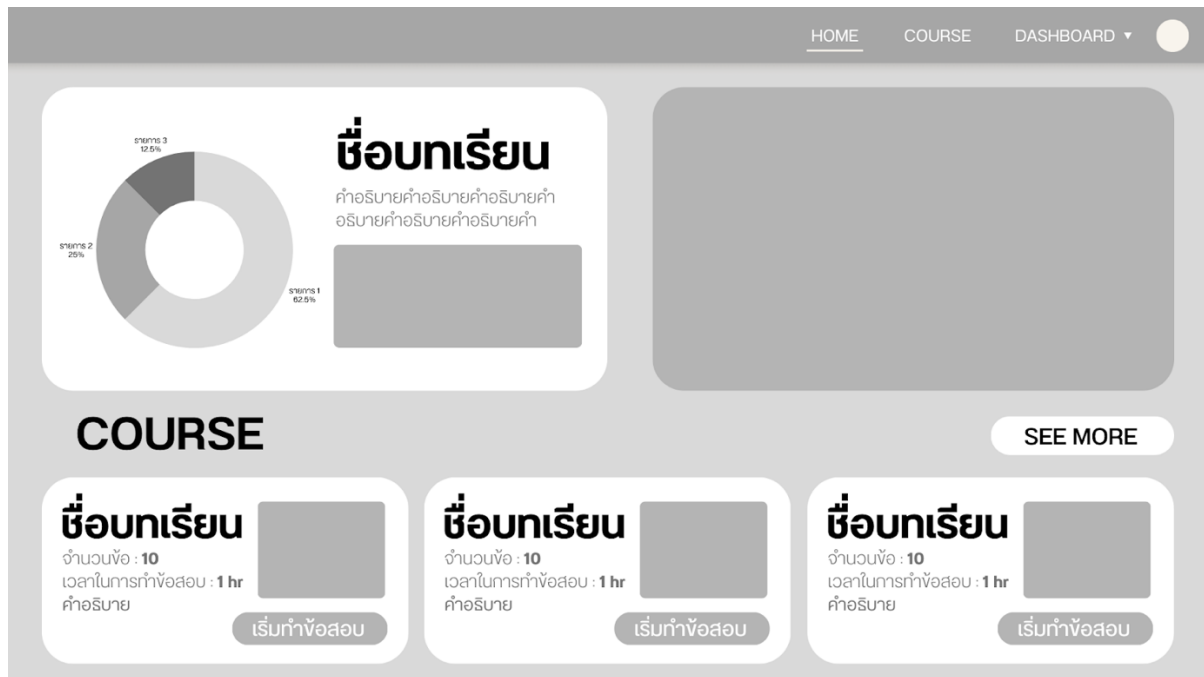 HOME
COURSE
DASHBOARD ▼
รายการ 3
12.5%
รายการ 2
25%
รายการ 1
62.5%
ชื่อบทเรียน
คำอธิบายคำอธิบายคำอธิบายคำ
อธิบายคำอธิบายคำอธิบายคำ
COURSE
SEE MORE
ชื่อบทเรียน
จำนวนข้อ : 10
เวลาในการทำข้อสอบ : 1 hr
คำอธิบาย
เริ่มทำข้อสอบ
ชื่อบทเรียน
จำนวนข้อ : 10
เวลาในการทำข้อสอบ : 1 hr
คำอธิบาย
เริ่มทำข้อสอบ
ชื่อบทเรียน
จำนวนข้อ : 10
เวลาในการทำข้อสอบ : 1 hr
คำอธิบาย
เริ่มทำข้อสอบ